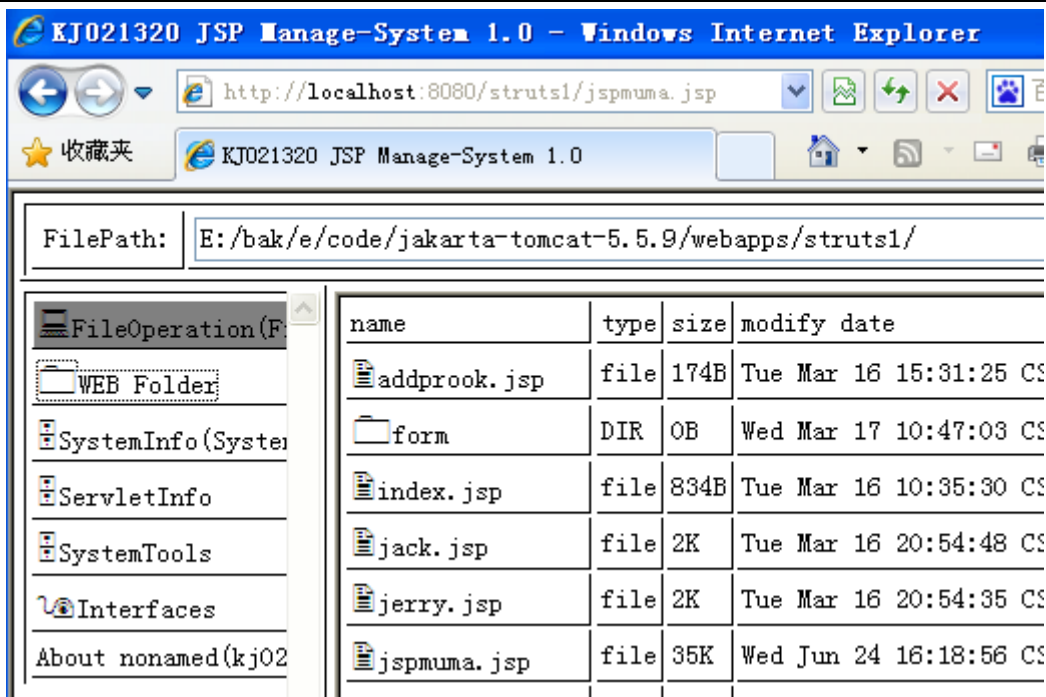 KJ021320 JSP Manage-System 1.0 - Windows Internet Explorer
http://localhost:8080/struts1/jspmuma.jsp
收藏夹
KJ021320 JSP Manage-System 1.0
FilePath: E:/bak/e/code/jakarta-tomcat-5.5.9/webapps/struts1/
FileOperation(Fi
WEB Folder
SystemInfo(System
ServletInfo
SystemTools
Interfaces
About nonamed(kj02
name type size modify date
addprook.jsp file 174B Tue Mar 16 15:31:25 CS
form DIR 0B Wed Mar 17 10:47:03 CS
index.jsp file 834B Tue Mar 16 10:35:30 CS
jack.jsp file 2K Tue Mar 16 20:54:48 CS
jerry.jsp file 2K Tue Mar 16 20:54:35 CS
jspmuma.jsp file 35K Wed Jun 24 16:18:56 CS